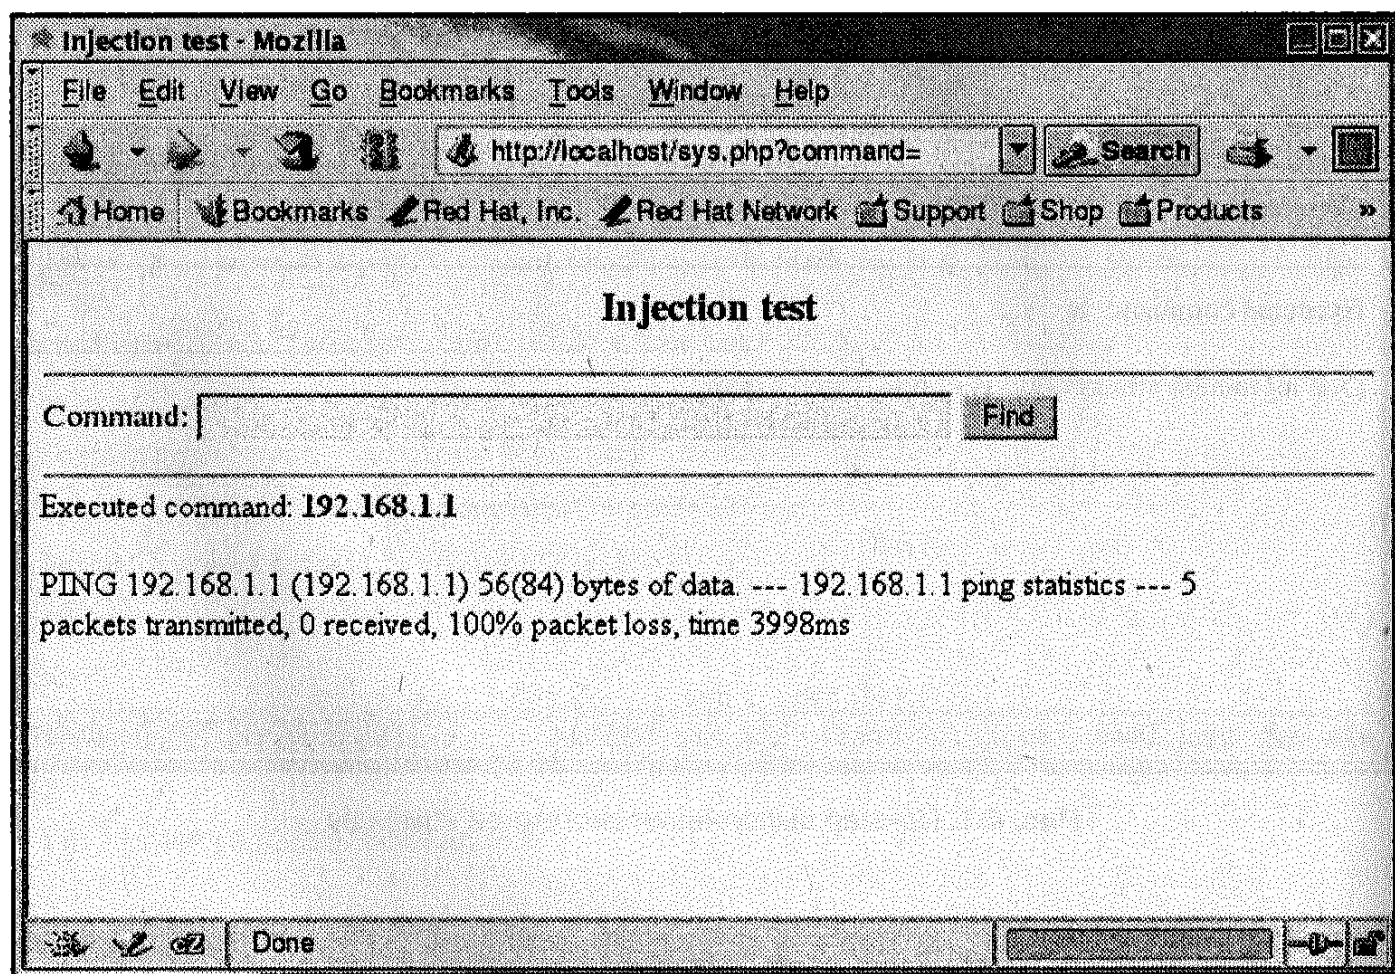 Injection test - Mozilla
File Edit View Go Bookmarks Tools Window Help
http://localhost/sys.php?command= Search
Home Bookmarks Red Hat, Inc. Red Hat Network Support Shop Products »
Injection test
Command: Find
Executed command: 192.168.1.1
PING 192.168.1.1 (192.168.1.1) 56(84) bytes of data. --- 192.168.1.1 ping statistics --- 5
packets transmitted, 0 received, 100% packet loss, time 3998ms
Done